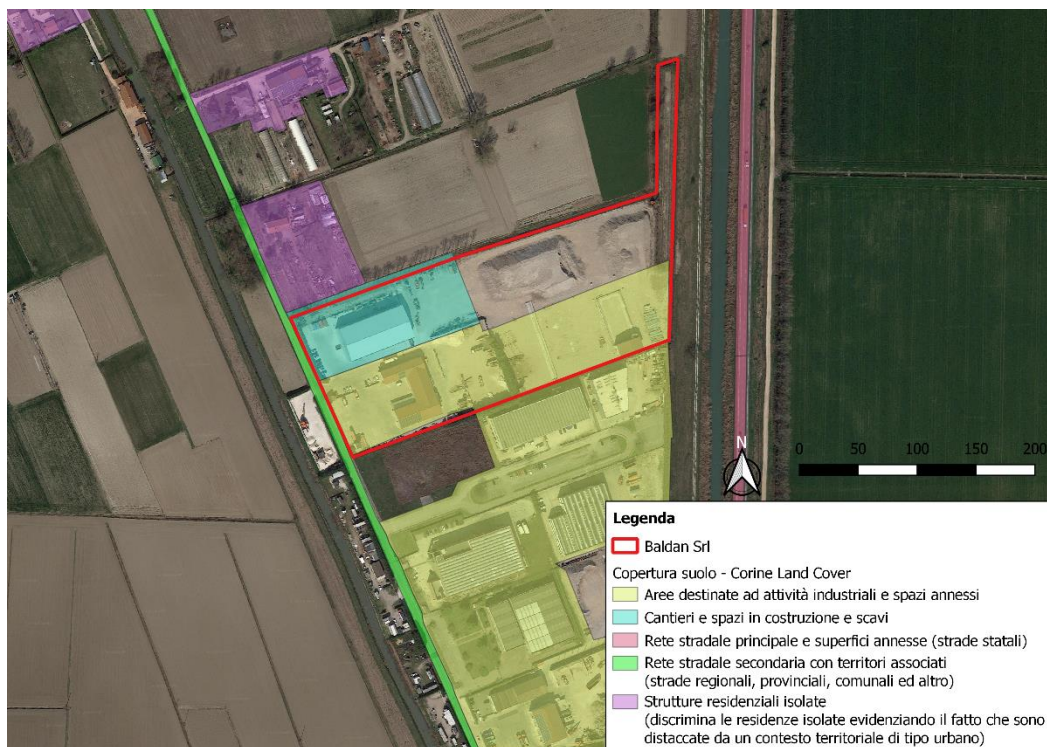 N
0 50 100 150 200
Legenda
Baldan Srl
Copertura suolo - Corine Land Cover
Aree destinate ad attività industriali e spazi annessi
Cantieri e spazi in costruzione e scavi
Rete stradale principale e superfici annesse (strade statali)
Rete stradale secondaria con territori associati
(strade regionali, provinciali, comunali ed altro)
Strutture residenziali isolate
(discrimina le residenze isolate evidenziando il fatto che sono
distaccate da un contesto territoriale di tipo urbano)